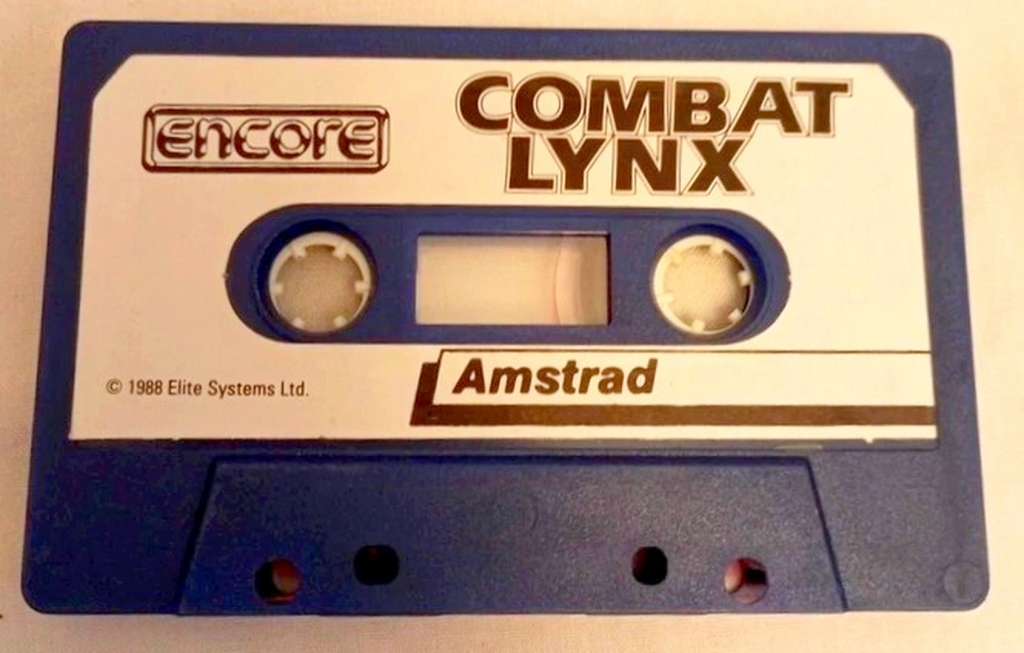 encore
COMBAT
LYNX
© 1988 Elite Systems Ltd.
Amstrad